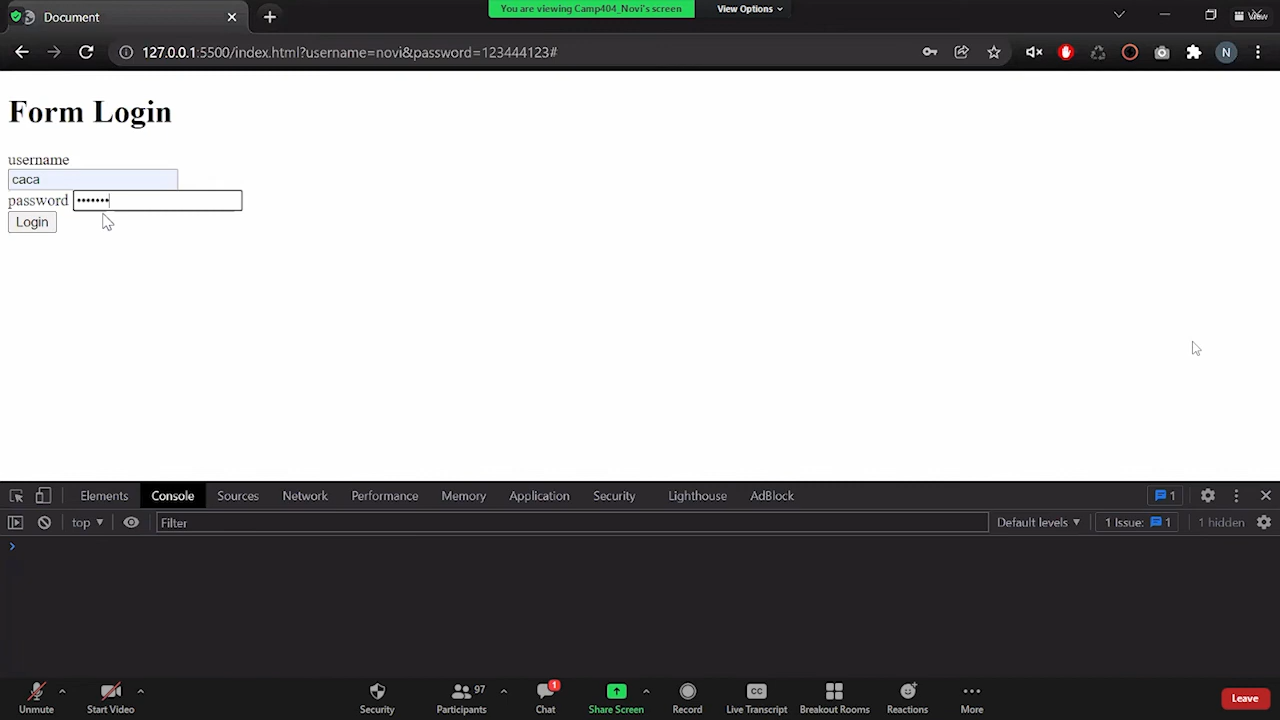 Document
You are viewing Camp404_Novi's screen
View Options
View
127.0.0.1:5500/index.html?username=novi&password=123444123#
N
Form Login
username
caca
password •••••••
Login
Elements Console Sources Network Performance Memory Application Security Lighthouse AdBlock 1
top Filter Default levels 1 Issue: 1 1 hidden
Unmute Start Video Security Participants 97 Chat 1 Share Screen Record CC Live Transcript Breakout Rooms Reactions More Leave